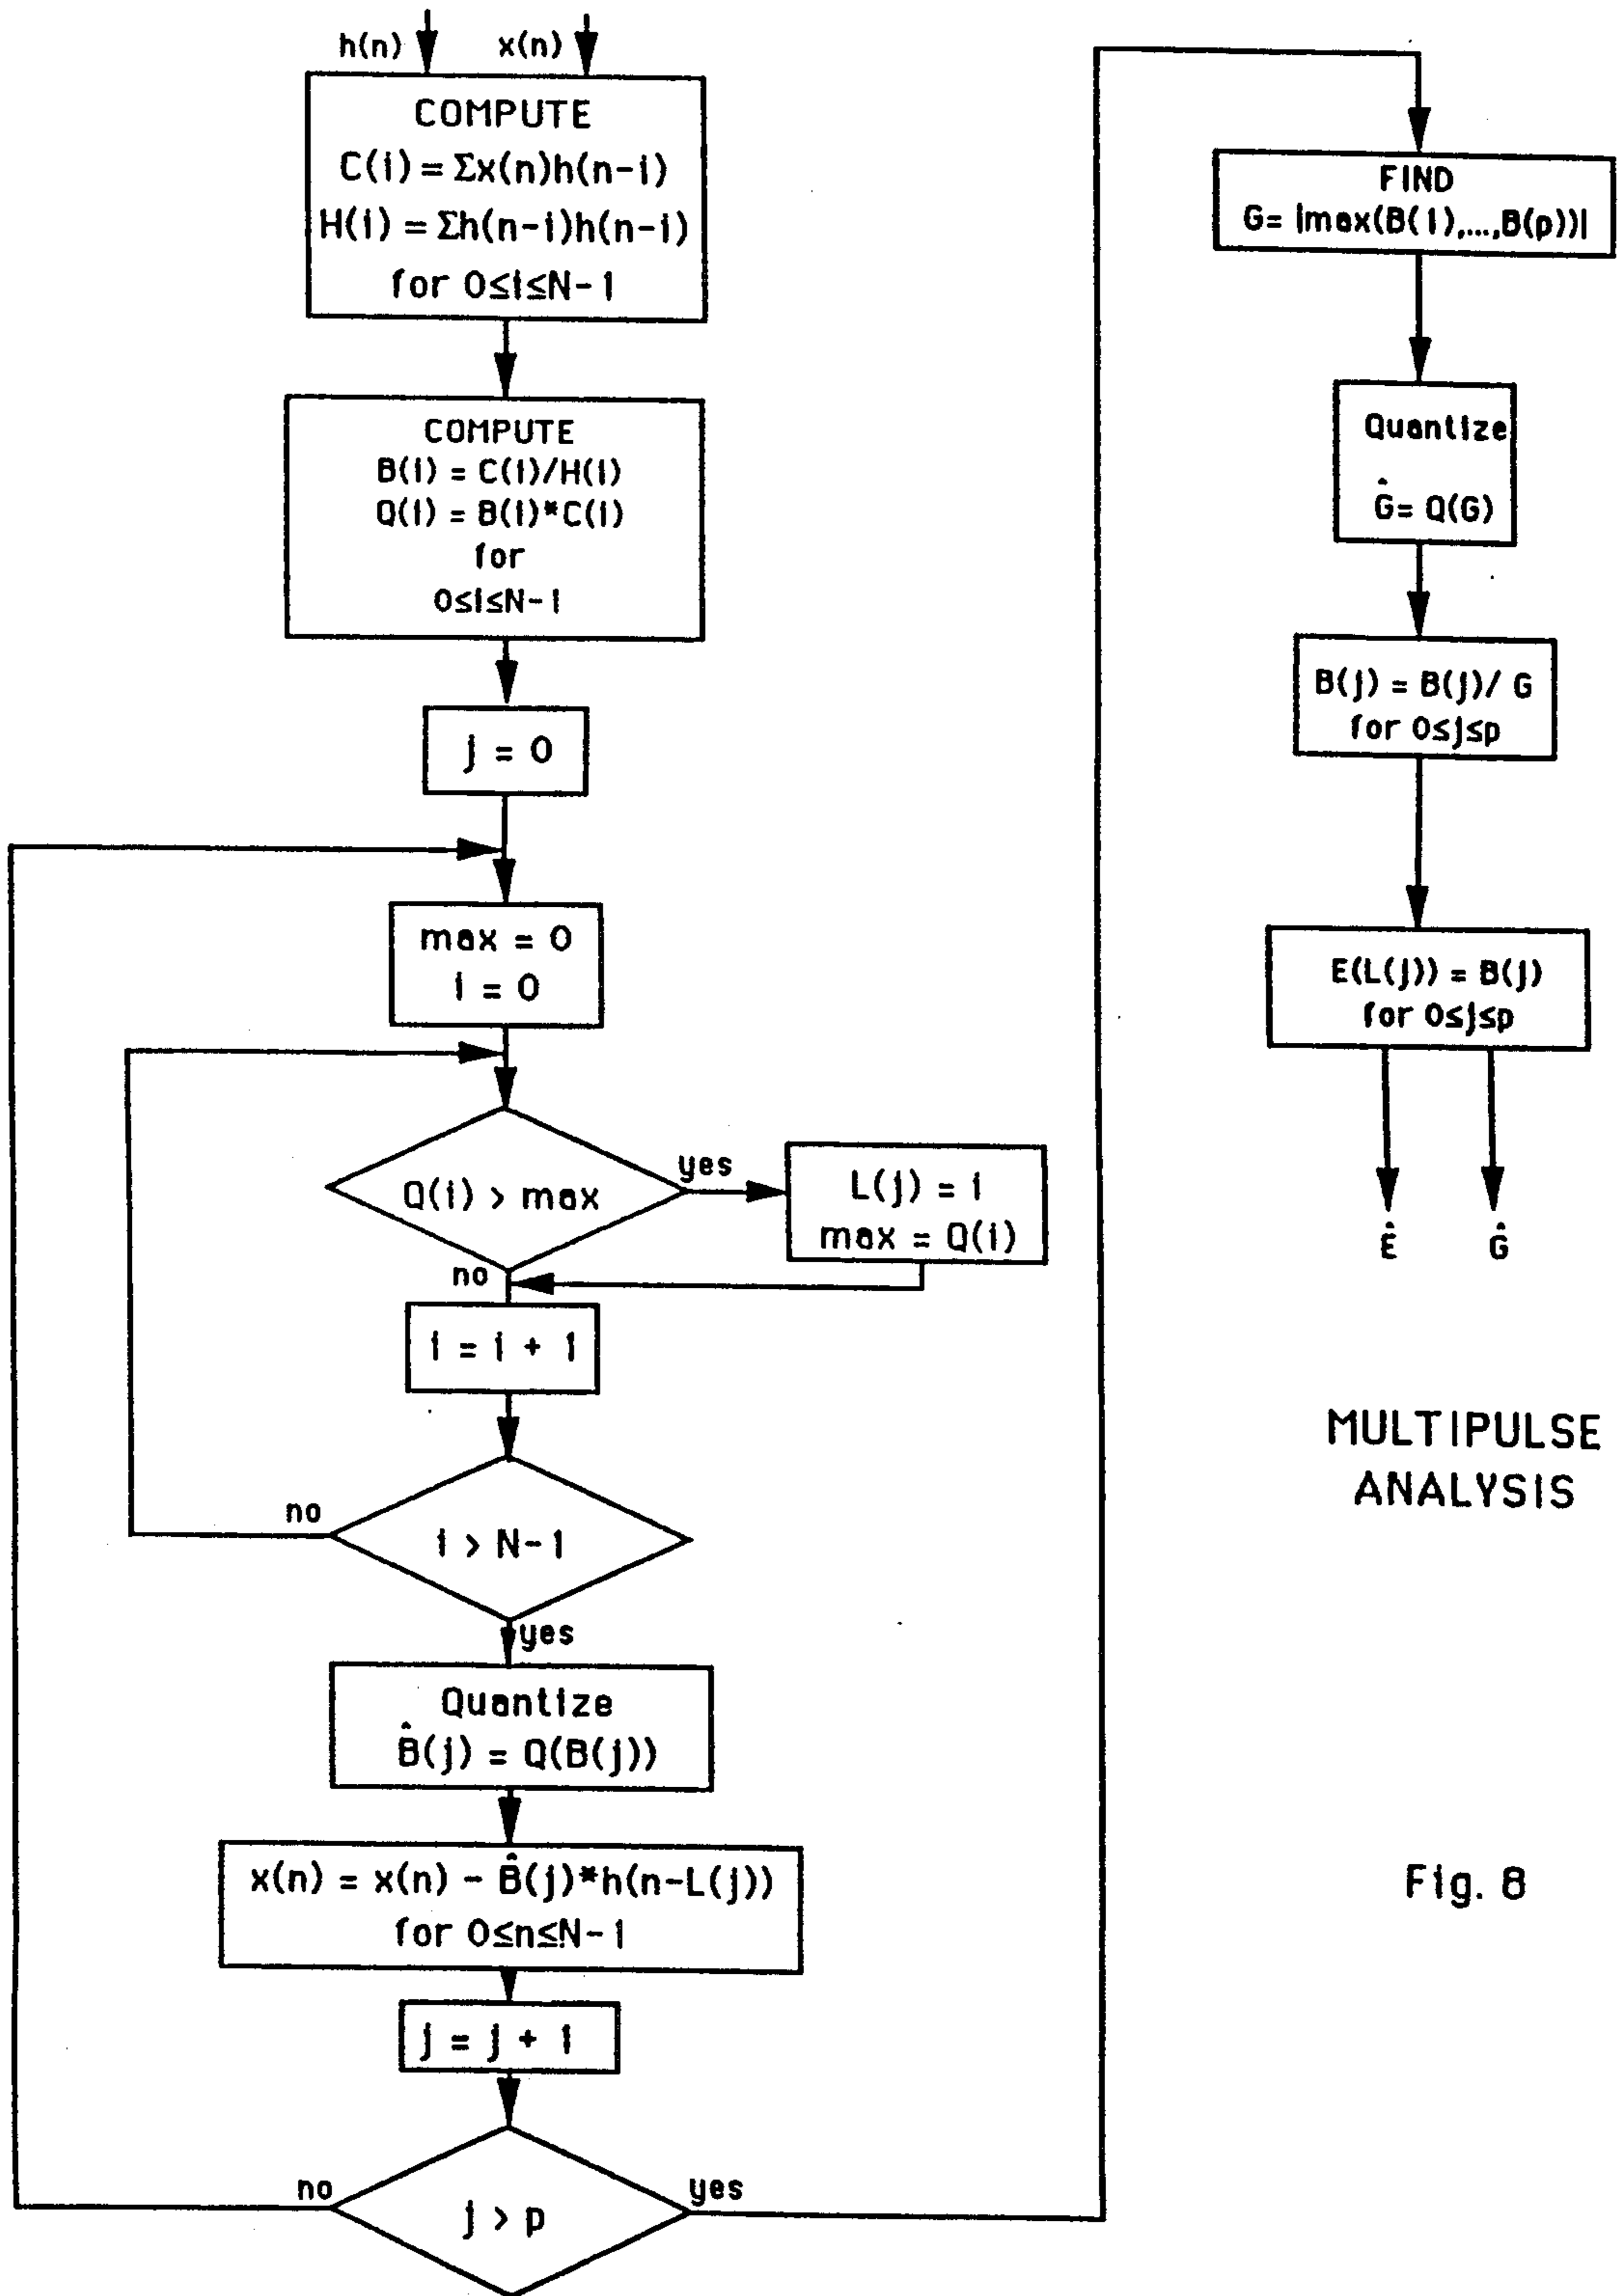 h(n) x(n)
COMPUTE
C(i) = Σx(n)h(n-i)
H(i) = Σh(n-i)h(n-i)
for 0≤i≤N-1
COMPUTE
B(i) = C(i)/H(i)
Q(i) = B(i)*C(i)
for
0≤i≤N-1
j = 0
max = 0
i = 0
Q(i) > max
yes
L(j) = i
max = Q(i)
no
i = i + 1
no
i > N-1
yes
Quantize
B̂(j) = Q(B(j))
x(n) = x(n) - B̂(j)*h(n-L(j))
for 0≤n≤N-1
j = j + 1
no
j > p
yes
FIND
G= |max(B(1),...,B(p))|
Quantize
Ĝ= Q(G)
B(j) = B(j)/ G
for 0≤j≤p
E(L(j)) = B(j)
for 0≤j≤p
Ê Ĝ
MULTIPULSE
ANALYSIS
Fig. 8